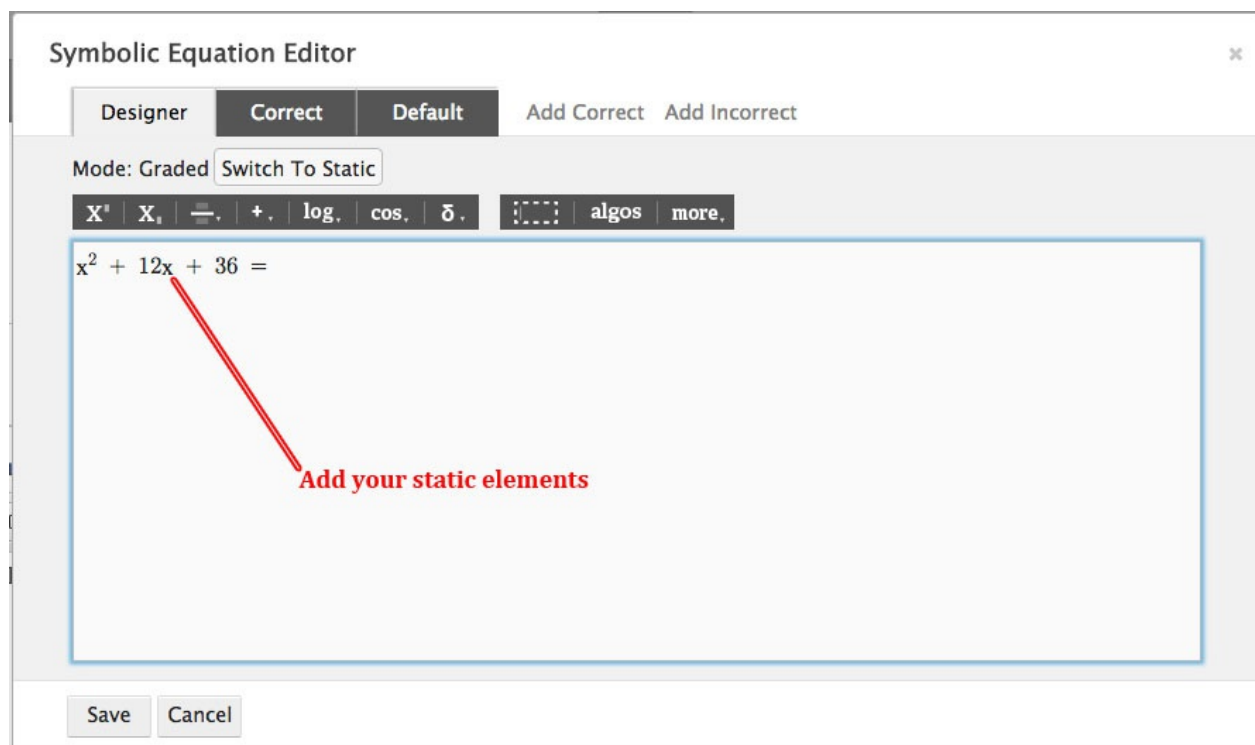 Symbolic Equation Editor ×
Designer Correct Default Add Correct Add Incorrect
Mode: Graded Switch To Static
X" X, + log cos δ algos more
x² + 12x + 36 =
Add your static elements
Save Cancel